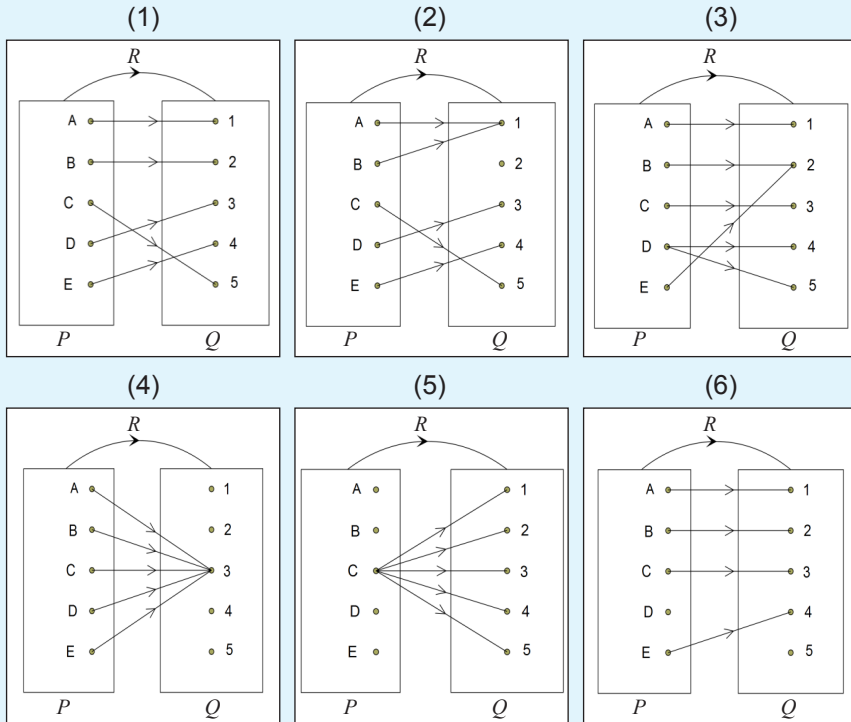 (1) (2) (3)
R R R
A 1 A 1 A 1
B 2 B 2 B 2
C 3 C 3 C 3
D 4 D 4 D 4
E 5 E 5 E 5
P Q P Q P Q
(4) (5) (6)
R R R
A 1 A 1 A 1
B 2 B 2 B 2
C 3 C 3 C 3
D 4 D 4 D 4
E 5 E 5 E 5
P Q P Q P Q